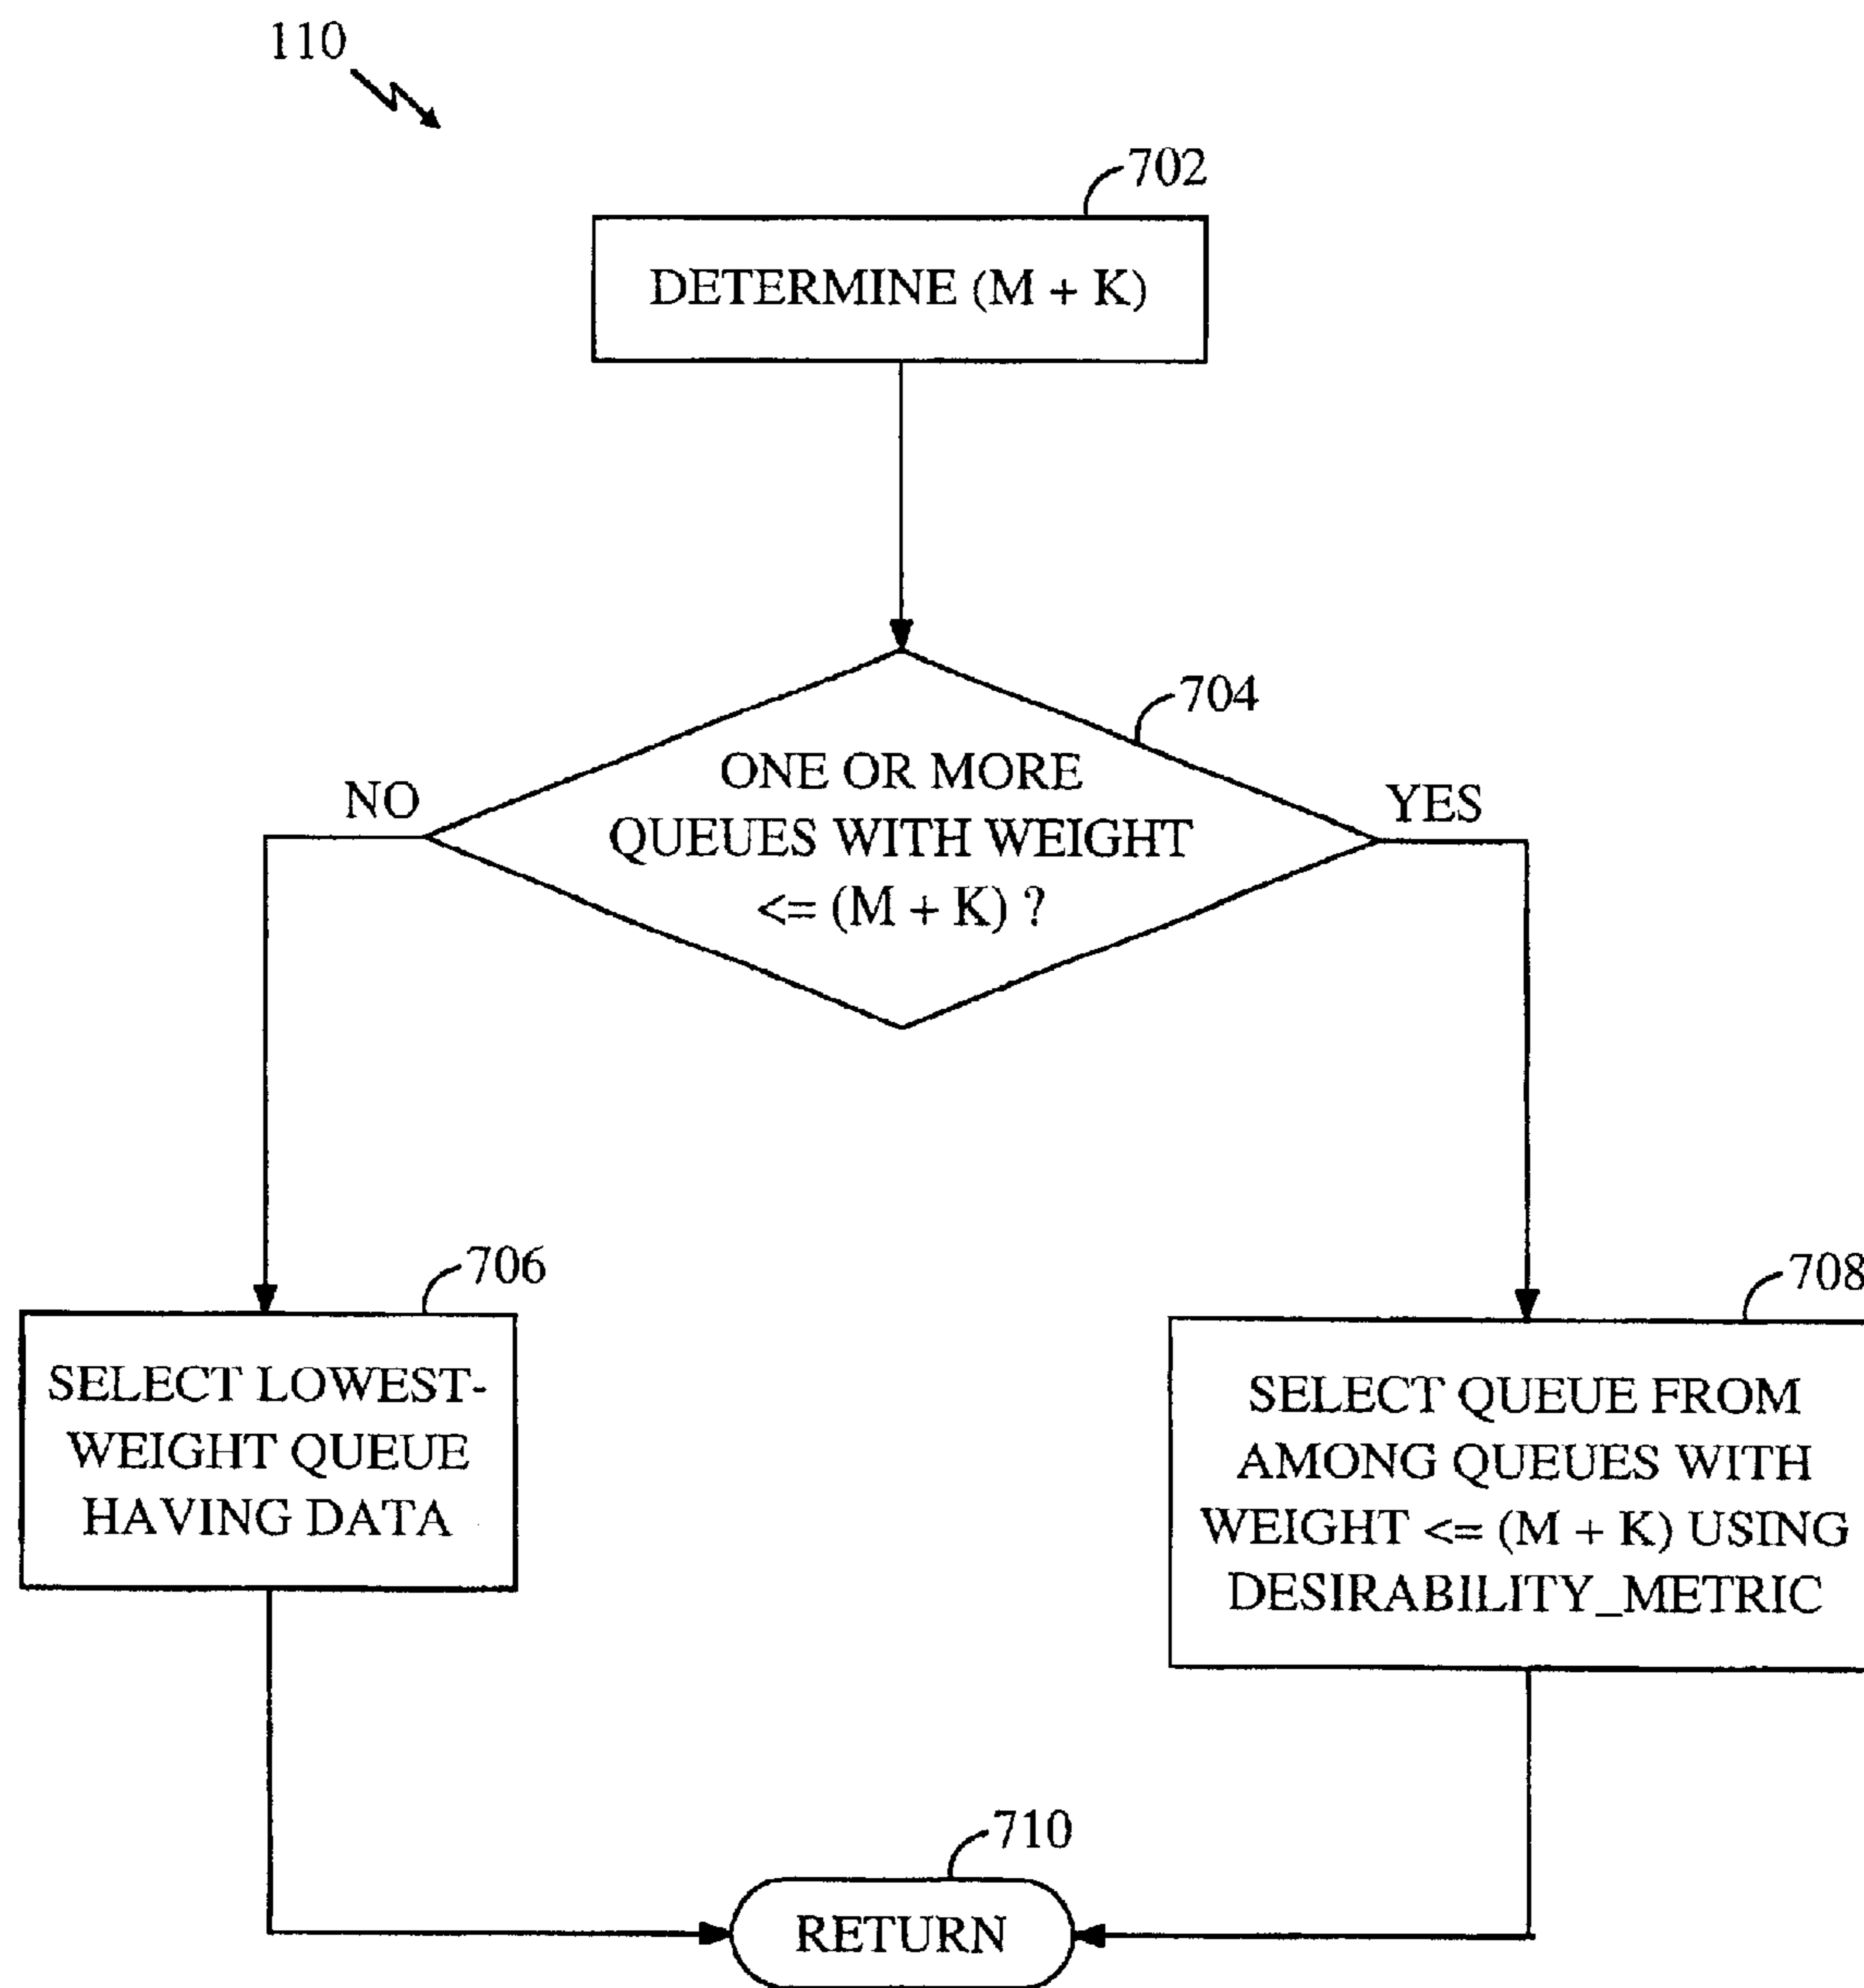 110
702
DETERMINE (M + K)
704
ONE OR MORE
QUEUES WITH WEIGHT
<= (M + K) ?
NO
YES
706
SELECT LOWEST-
WEIGHT QUEUE
HAVING DATA
708
SELECT QUEUE FROM
AMONG QUEUES WITH
WEIGHT <= (M + K) USING
DESIRABILITY_METRIC
710
RETURN